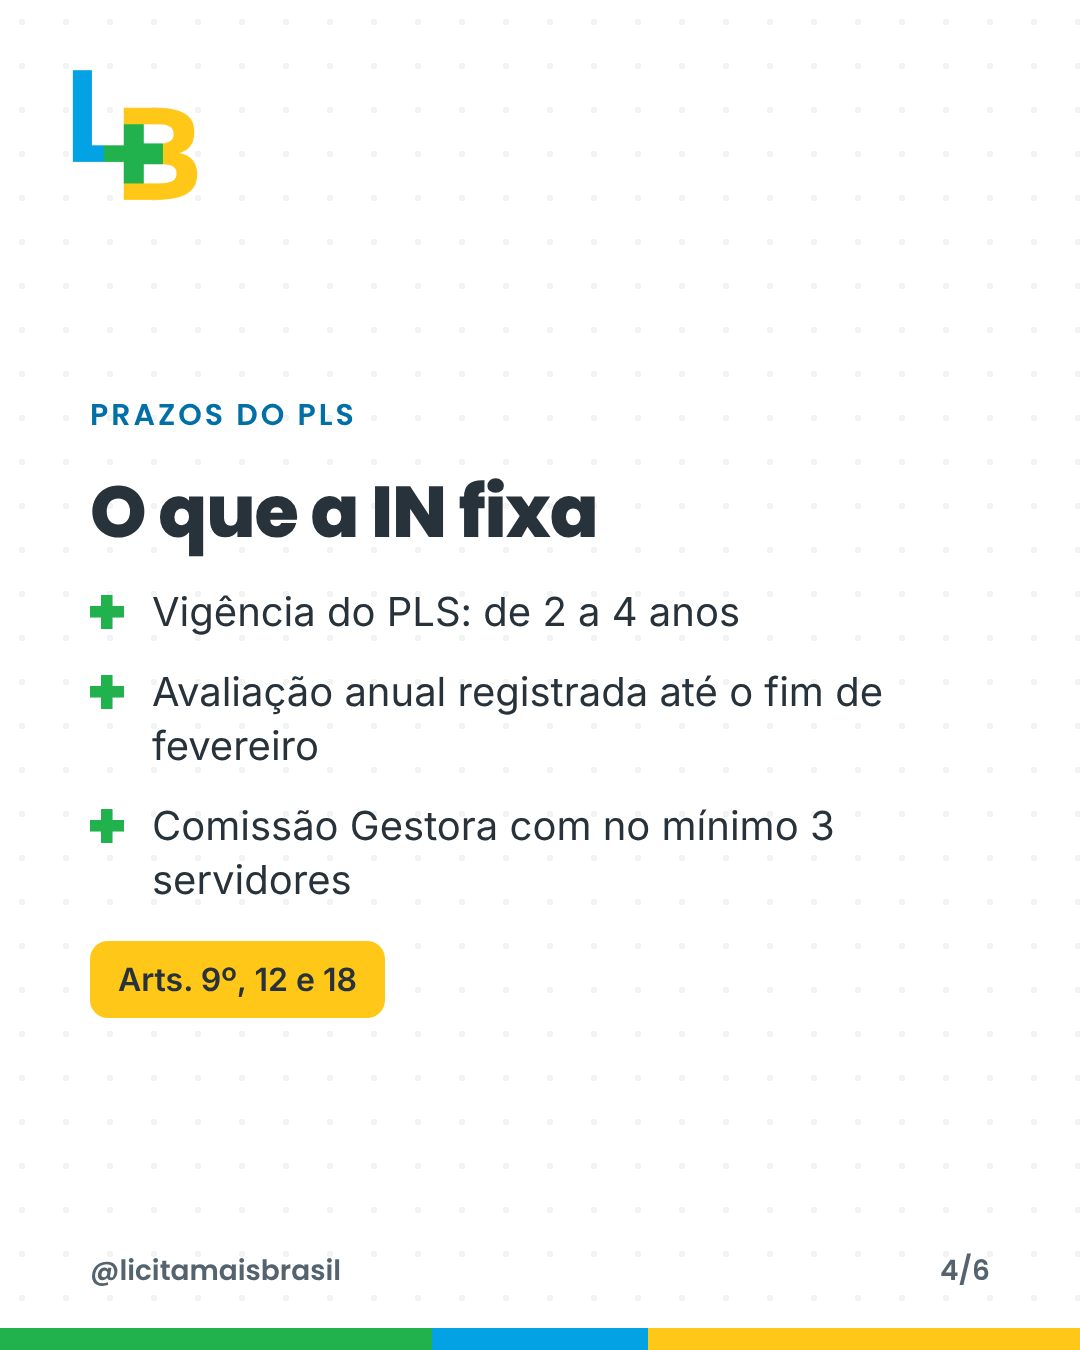 L+B
PRAZOS DO PLS
O que a IN fixa
Vigência do PLS: de 2 a 4 anos
Avaliação anual registrada até o fim de
fevereiro
Comissão Gestora com no mínimo 3
servidores
Arts. 9º, 12 e 18
@licitamaisbrasil
4/6